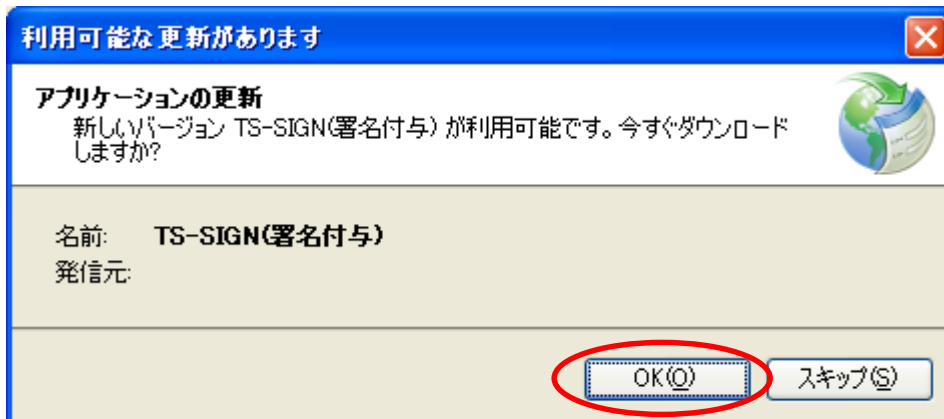 利用可能な更新があります
アプリケーションの更新
新しいバージョン TS-SIGN(署名付与) が利用可能です。今すぐダウンロード
しますか?
名前: TS-SIGN(署名付与)
発信元:
OK(O) スキップ(S)